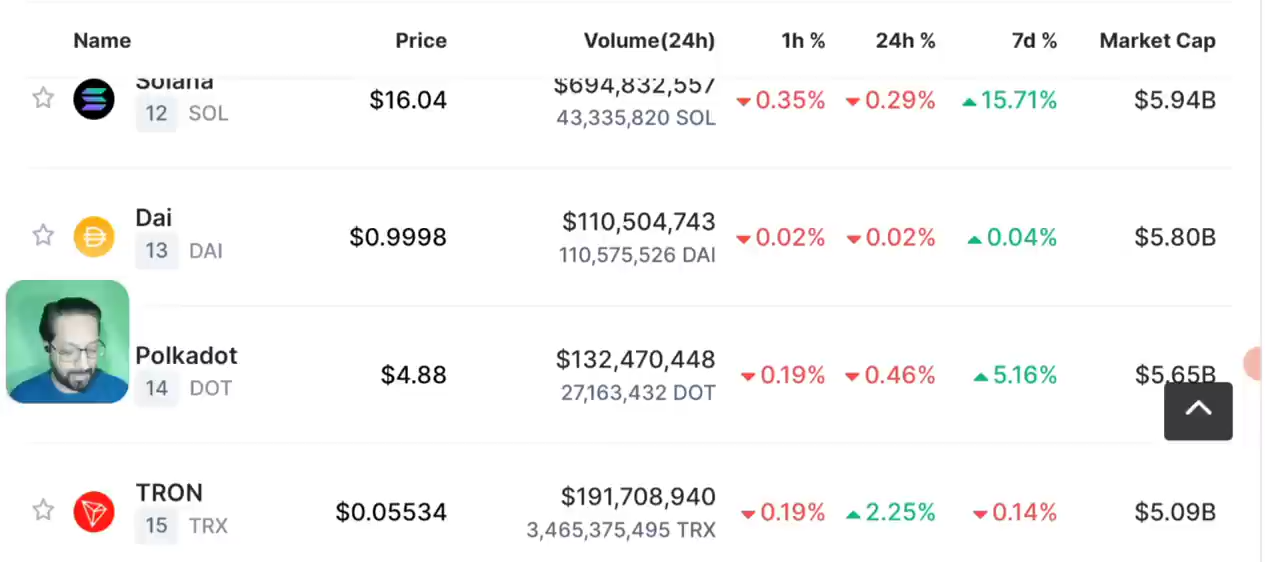 Name Price Volume(24h) 1h % 24h % 7d % Market Cap
Solana $694,832,557
$16.04 0.35% 0.29% 15.71% $5.94B
12 SOL 43,335,820 SOL
Dai $110,504,743
$0.9998 0.02% 0.02% 0.04% $5.80B
13 DAI 110,575,526 DAI
Polkadot $132,470,448
$4.88 0.19% 0.46% 5.16% $5.65B
14 DOT 27,163,432 DOT
TRON $191,708,940
$0.05534 0.19% 2.25% 0.14% $5.09B
15 TRX 3,465,375,495 TRX